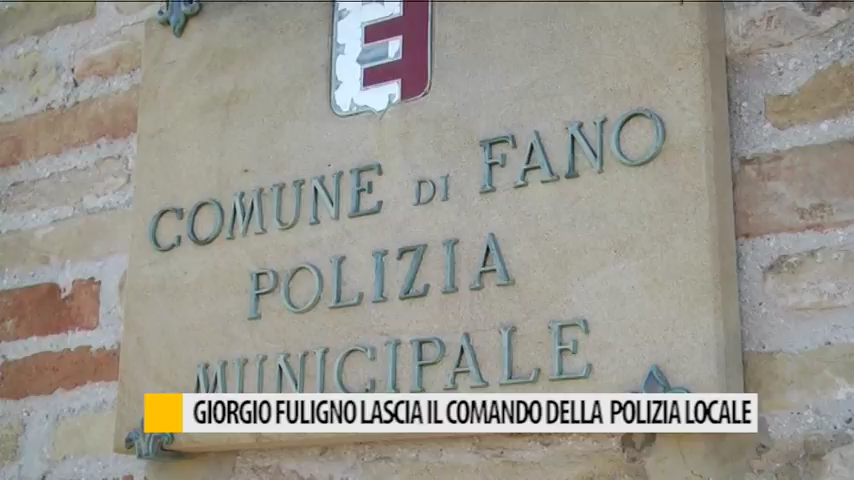 COMUNE DI FANO
POLIZIA
MUNICIPALE
GIORGIO FULIGNO LASCIA IL COMANDO DELLA POLIZIA LOCALE